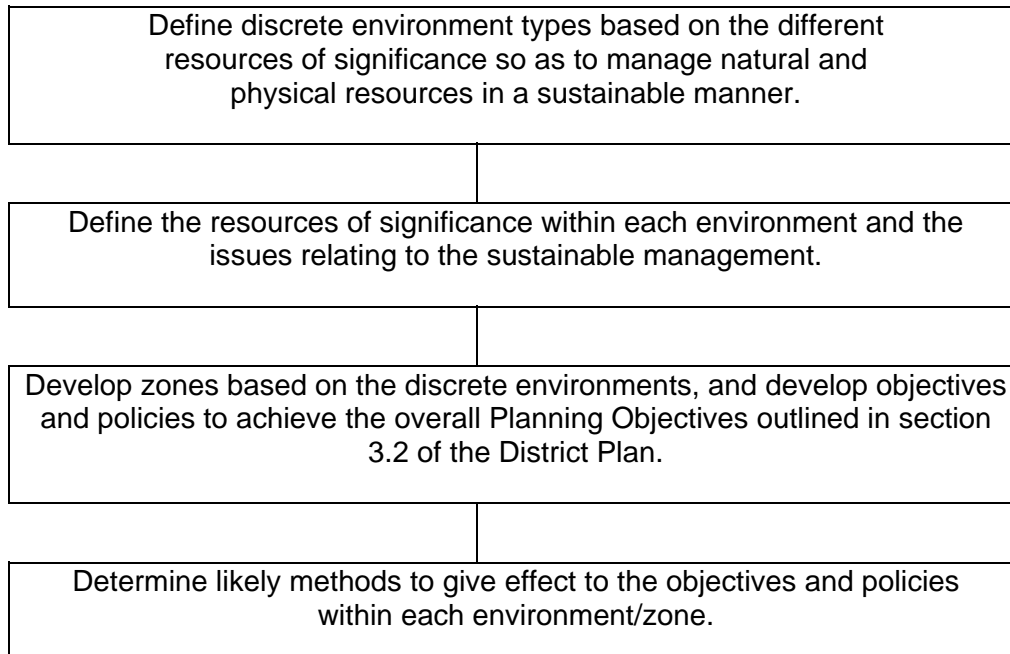 Define discrete environment types based on the different
resources of significance so as to manage natural and
physical resources in a sustainable manner.
Define the resources of significance within each environment and the
issues relating to the sustainable management.
Develop zones based on the discrete environments, and develop objectives
and policies to achieve the overall Planning Objectives outlined in section
3.2 of the District Plan.
Determine likely methods to give effect to the objectives and policies
within each environment/zone.